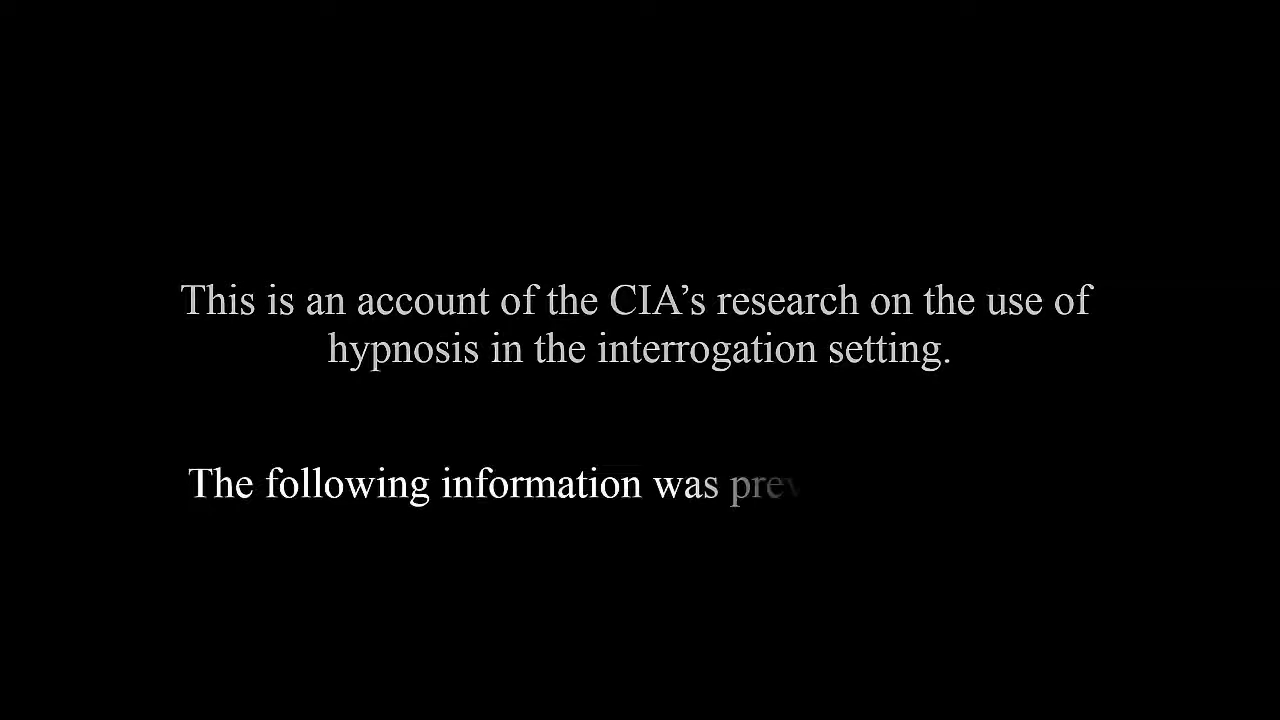 This is an account of the CIA’s research on the use of
hypnosis in the interrogation setting.
The following information was